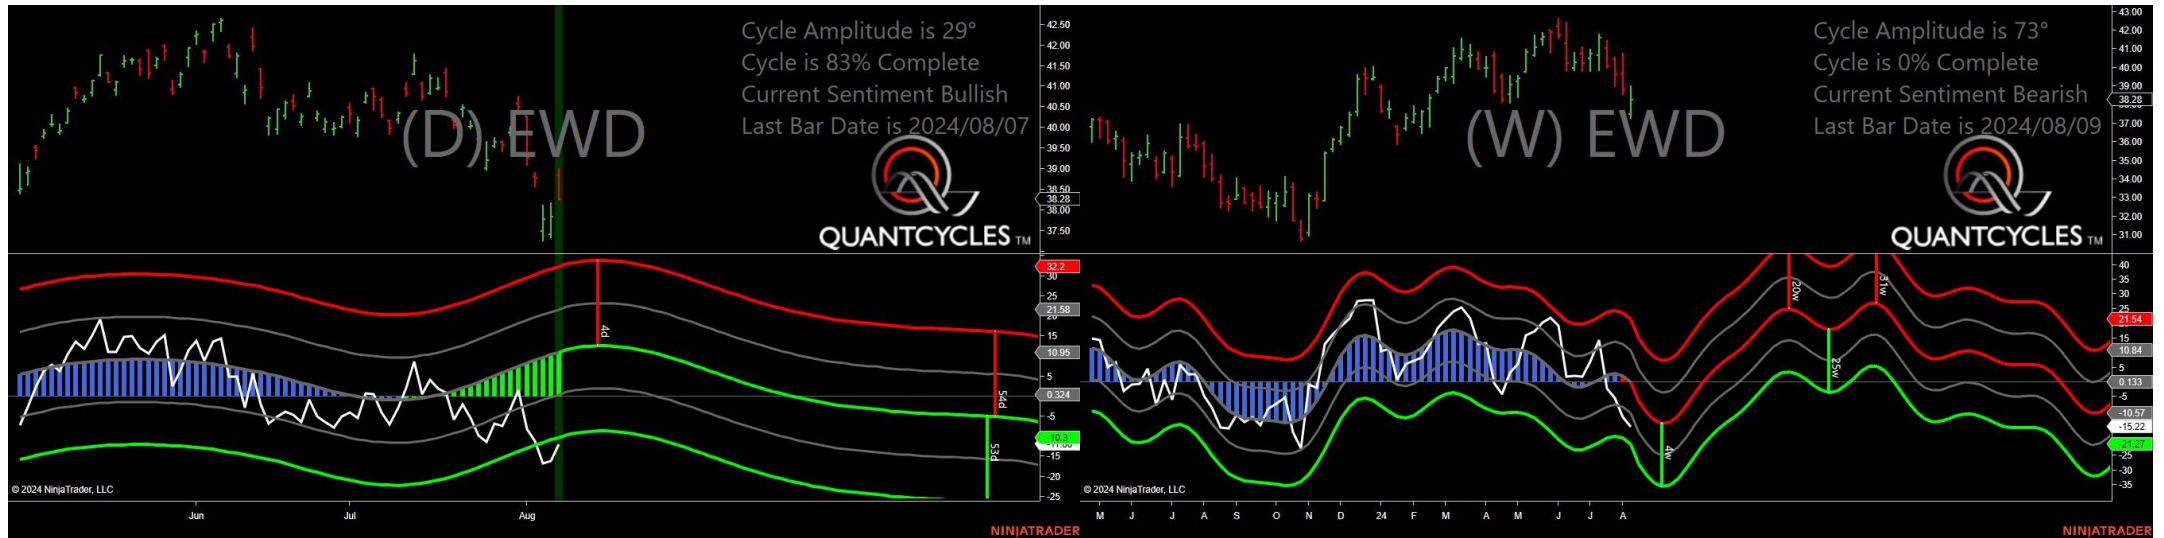 Cycle Amplitude is 29°
Cycle is 83% Complete
Current Sentiment Bullish
Last Bar Date is 2024/08/07
(D) EWD
QUANTCYCLES TM
42.50
42.00
41.50
41.00
40.50
40.00
39.50
39.00
38.50
38.28
38.00
37.50
32.2
30
25
21.58
20
15
10.95
5
0.324
-5
-10.3
-15
-20
-25
4d
54d
53d
© 2024 NinjaTrader, LLC
Jun Jul Aug
NINJATRADER
Cycle Amplitude is 73°
Cycle is 0% Complete
Current Sentiment Bearish
Last Bar Date is 2024/08/09
(W) EWD
QUANTCYCLES TM
43.00
42.00
41.00
40.00
39.00
38.28
37.00
36.00
35.00
34.00
33.00
32.00
31.00
40
35
30
25
21.54
15
10.84
5
0.133
-5
-10.57
-15.22
-21.27
-25
-30
-35
20w
31w
25w
4w
© 2024 NinjaTrader, LLC
M J J A S O N D 24 F M A M J J A
NINJATRADER